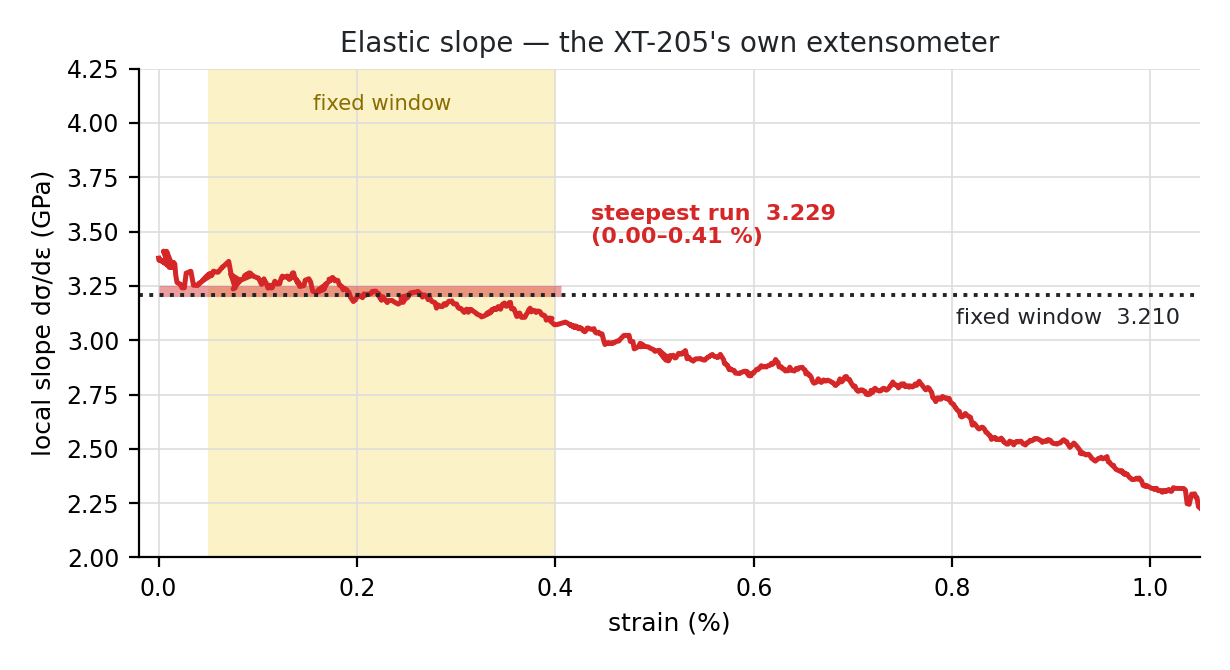 Elastic slope — the XT-205's own extensometer
local slope dσ/dε (GPa)
4.25
4.00
3.75
3.50
3.25
3.00
2.75
2.50
2.25
2.00
fixed window
steepest run 3.229
(0.00–0.41 %)
fixed window 3.210
0.0
0.2
0.4
0.6
0.8
1.0
strain (%)